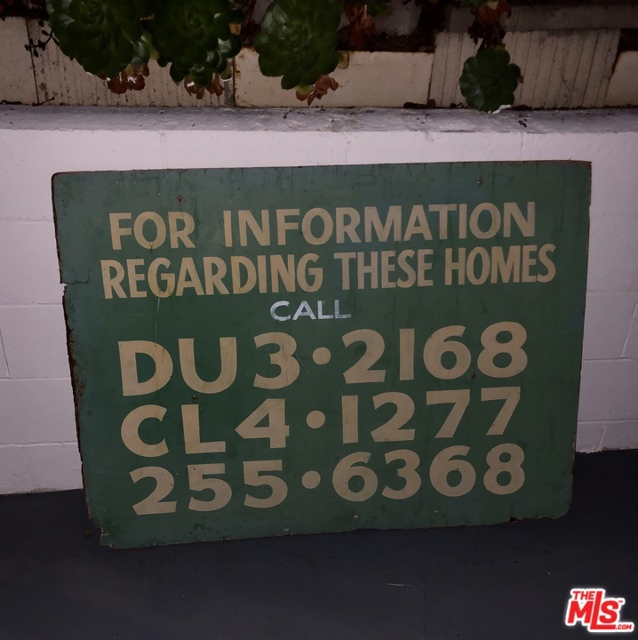 FOR INFORMATION
REGARDING THESE HOMES
CALL
DU3·2168
CL4·1277
255·6368
THE
MLS
.COM